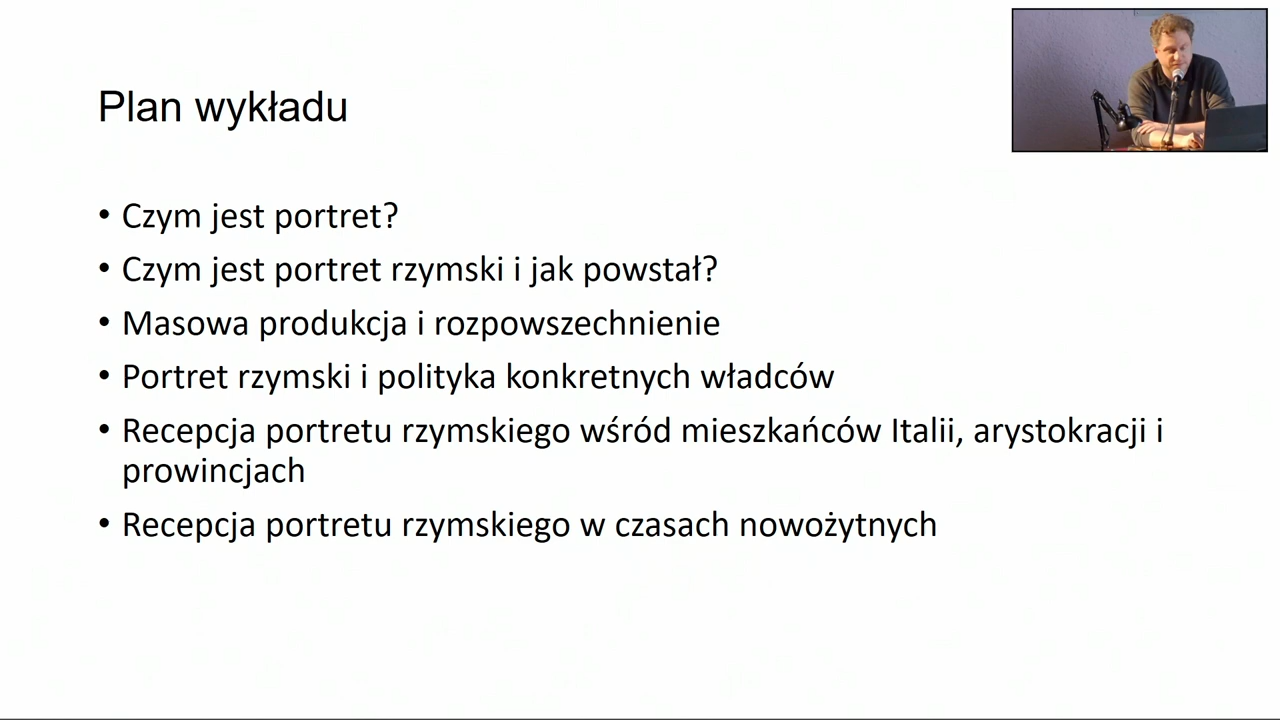 Plan wykładu
• Czym jest portret?
• Czym jest portret rzymski i jak powstał?
• Masowa produkcja i rozpowszechnienie
• Portret rzymski i polityka konkretnych władców
• Recepcja portretu rzymskiego wśród mieszkańców Italii, arystokracji i
prowincjach
• Recepcja portretu rzymskiego w czasach nowożytnych